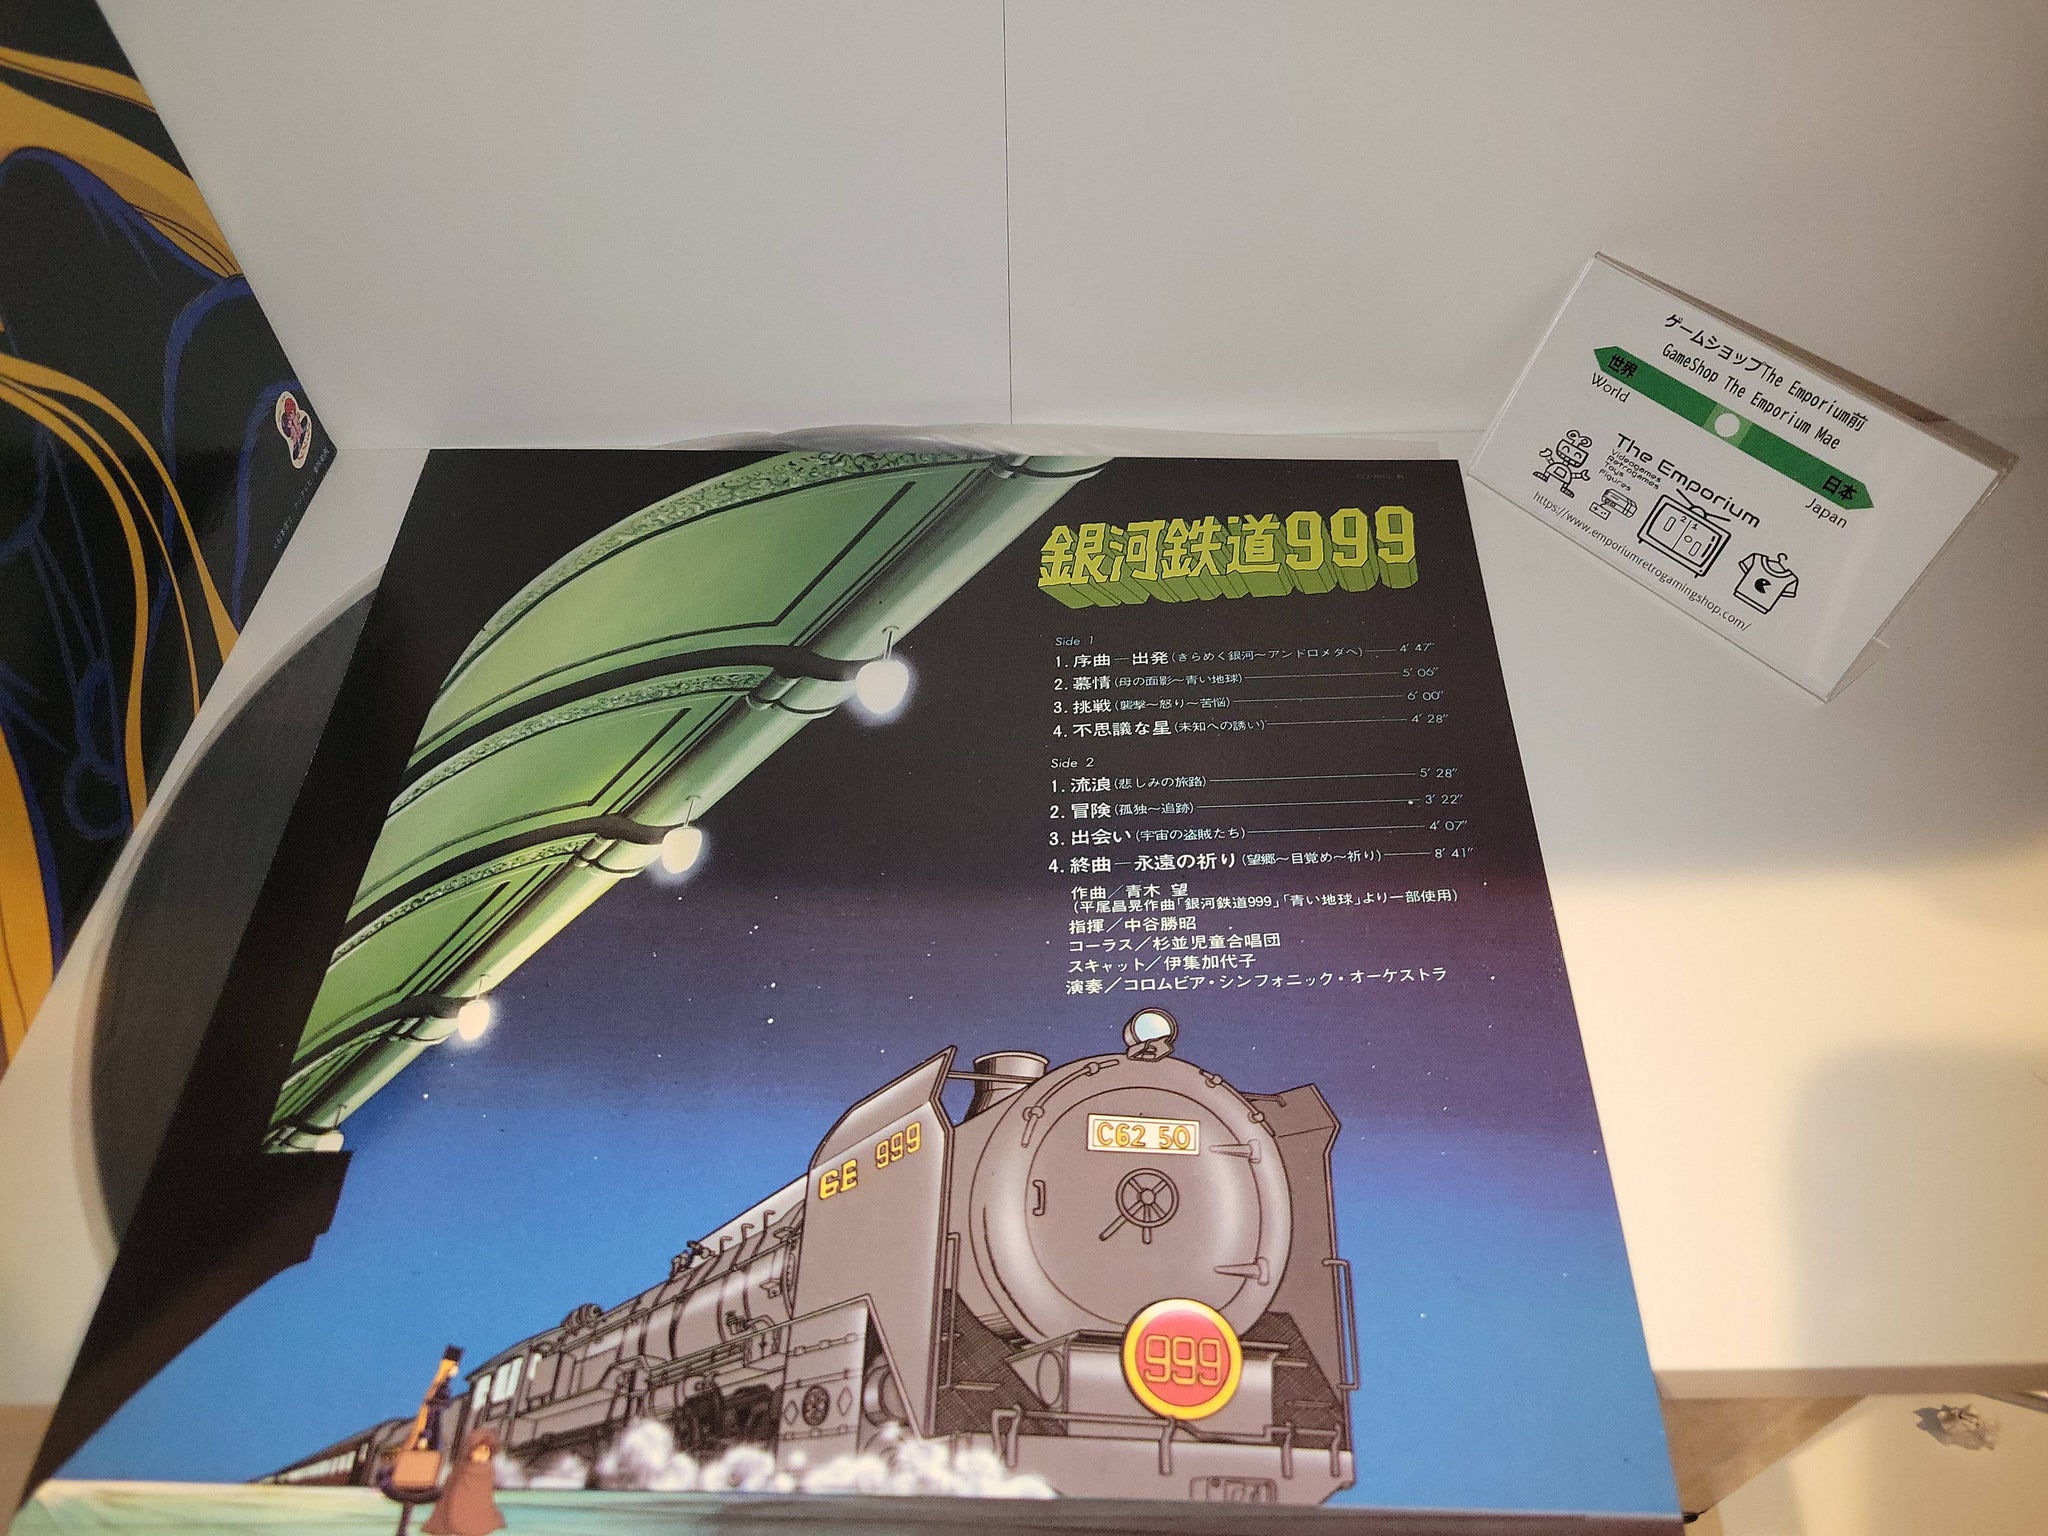 銀河鉄道999
Side 1
1. 序曲―出発(きらめく銀河〜アンドロメダへ) 4′47″
2. 慕情(母の面影〜青い地球) 5′06″
3. 挑戦(襲撃〜怒り〜苦悩) 6′00″
4. 不思議な星(未知への誘い) 4′28″
Side 2
1. 流浪(悲しみの旅路) 5′28″
2. 冒険(孤独〜追跡) 3′22″
3. 出会い(宇宙の盗賊たち) 4′07″
4. 終曲―永遠の祈り(望郷〜目覚め〜祈り) 8′41″
作曲／青木 望
(平尾昌晃作曲「銀河鉄道999」「青い地球」より一部使用)
指揮／中谷勝昭
コーラス／杉並児童合唱団
スキャット／伊集加代子
演奏／コロムビア・シンフォニック・オーケストラ
C62 50
GE 999
999
ゲームショップThe Emporium前
GameShop The Emporium Mae
世界
World
日本
Japan
The Emporium
Videogames
Retrogames
Toys
Figures
https://www.emporiumretrogamingshop.com/